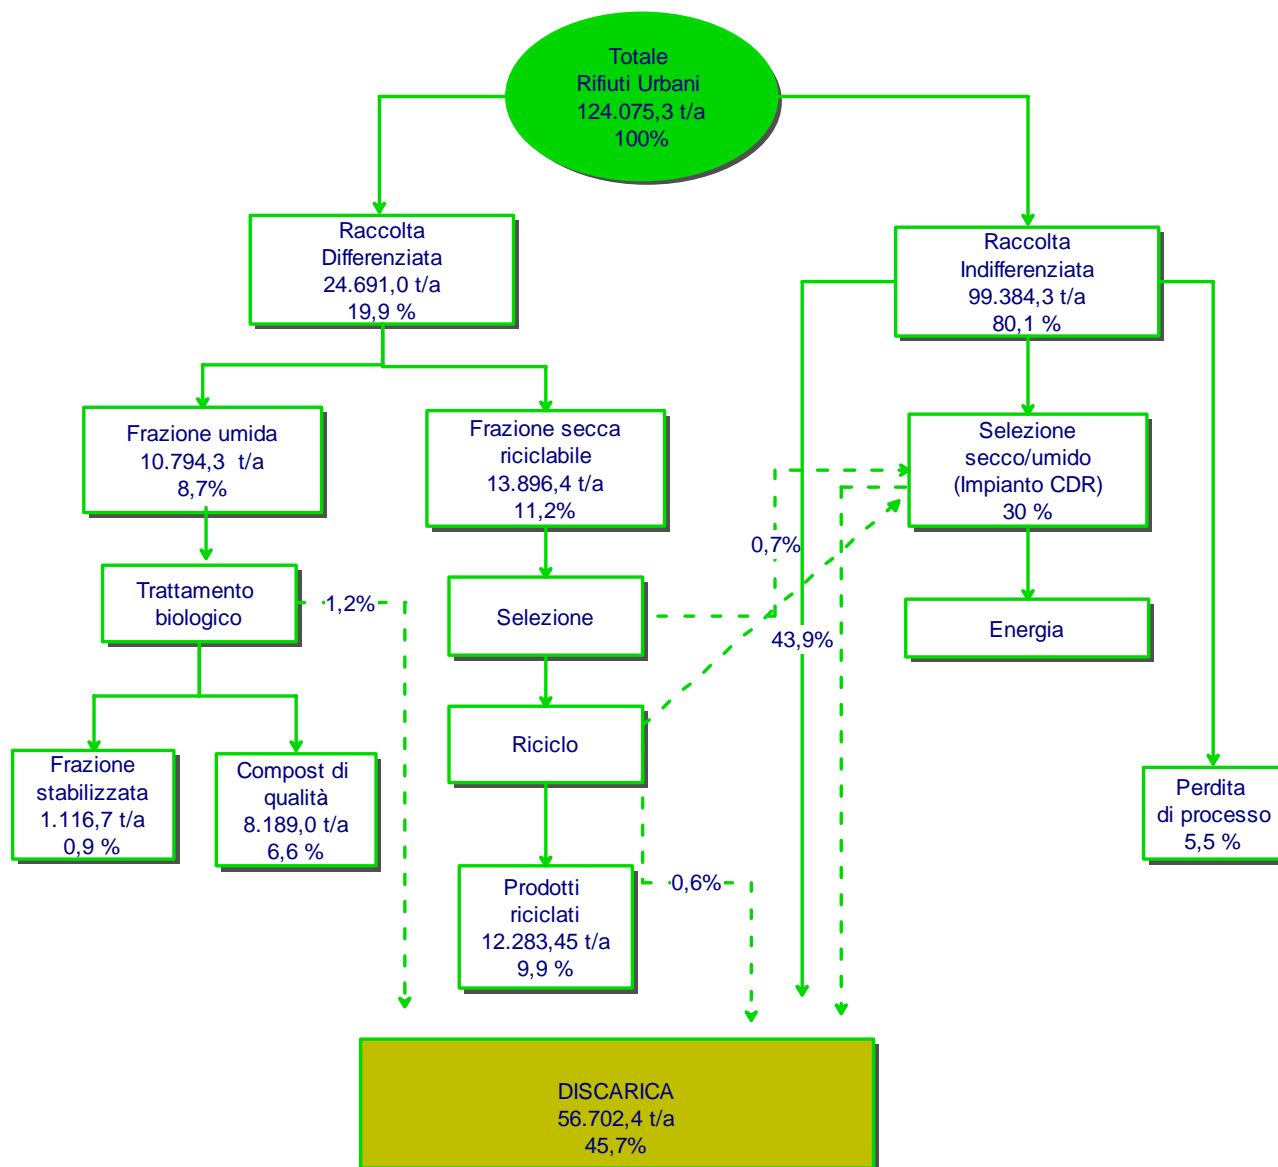 Totale
Rifiuti Urbani
124.075,3 t/a
100%
Raccolta
Differenziata
24.691,0 t/a
19,9 %
Raccolta
Indifferenziata
99.384,3 t/a
80,1 %
Frazione umida
10.794,3 t/a
8,7%
Frazione secca
riciclabile
13.896,4 t/a
11,2%
Selezione
secco/umido
(Impianto CDR)
30 %
0,7%
Trattamento
biologico
1,2%
Selezione
43,9%
Energia
Riciclo
Frazione
stabilizzata
1.116,7 t/a
0,9 %
Compost di
qualità
8.189,0 t/a
6,6 %
Perdita
di processo
5,5 %
Prodotti
riciclati
12.283,45 t/a
9,9 %
0,6%
DISCARICA
56.702,4 t/a
45,7%